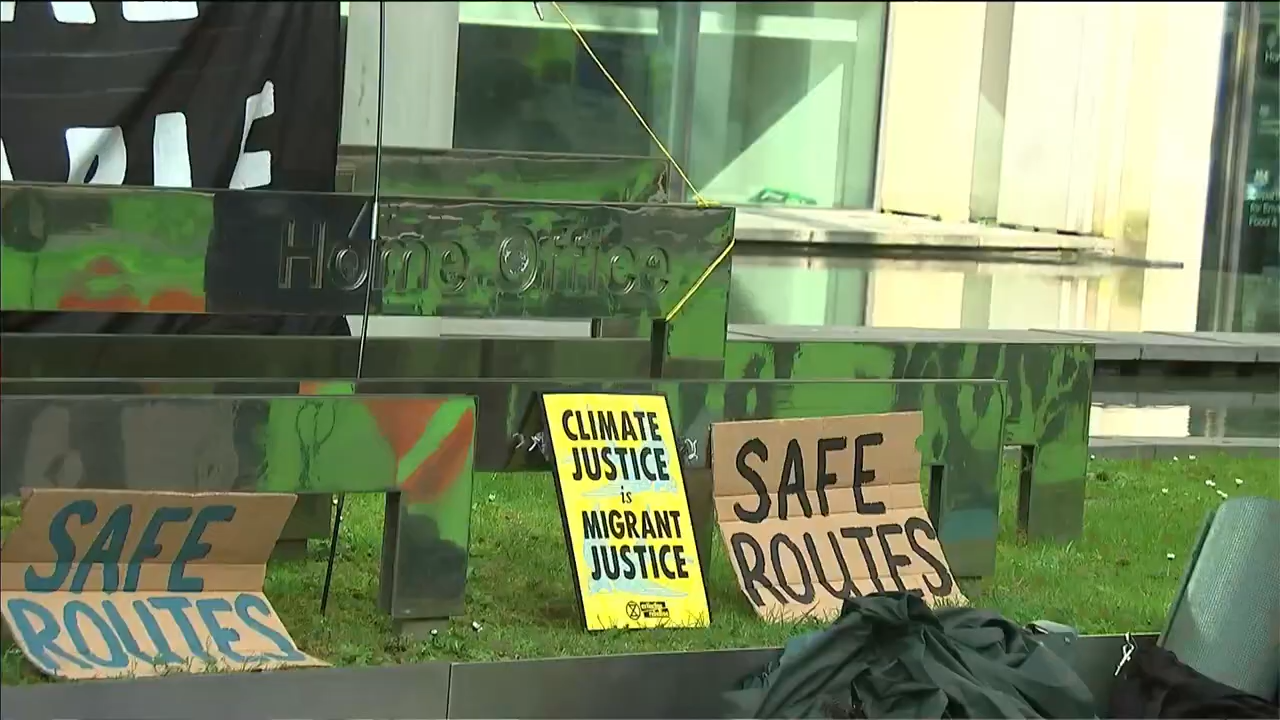 Home Office
SAFE
ROUTES
CLIMATE
JUSTICE
is
MIGRANT
JUSTICE
SAFE
ROUTES